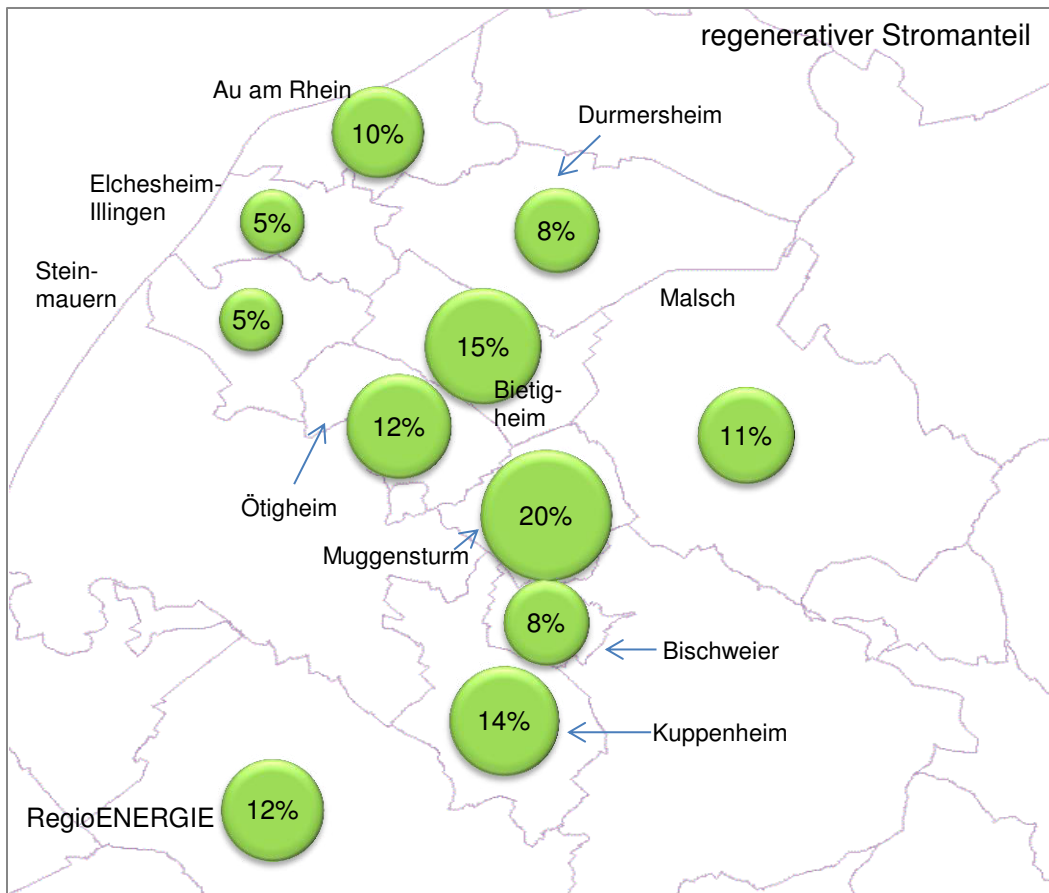 regenerativer Stromanteil
Au am Rhein
10%
Durmersheim
Elchesheim-
Illingen
5%
8%
Stein-
mauern
5%
Malsch
15%
Bietig-
heim
12%
11%
Ötigheim
20%
Muggensturm
8%
Bischweier
14%
Kuppenheim
RegioENERGIE
12%